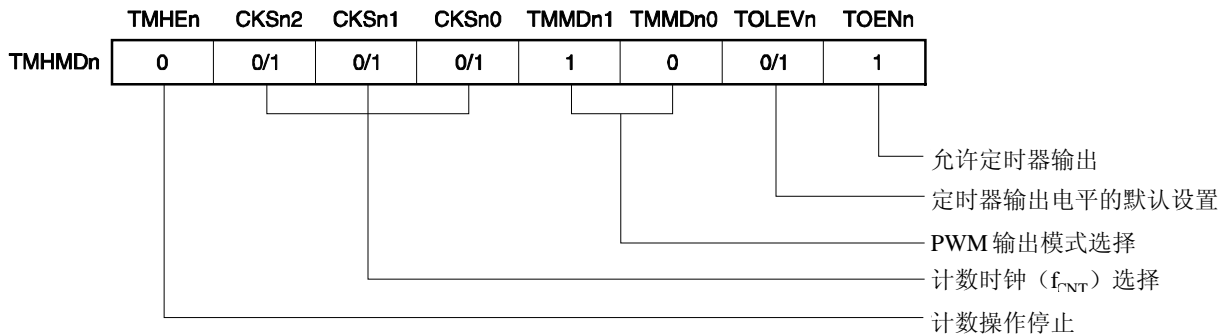 TMHEn CKSn2 CKSn1 CKSn0 TMMDn1 TMMDn0 TOLEVn TOENn
TMHMDn 0 0/1 0/1 0/1 1 0 0/1 1
允许定时器输出
定时器输出电平的默认设置
PWM 输出模式选择
计数时钟（fCNT）选择
计数操作停止